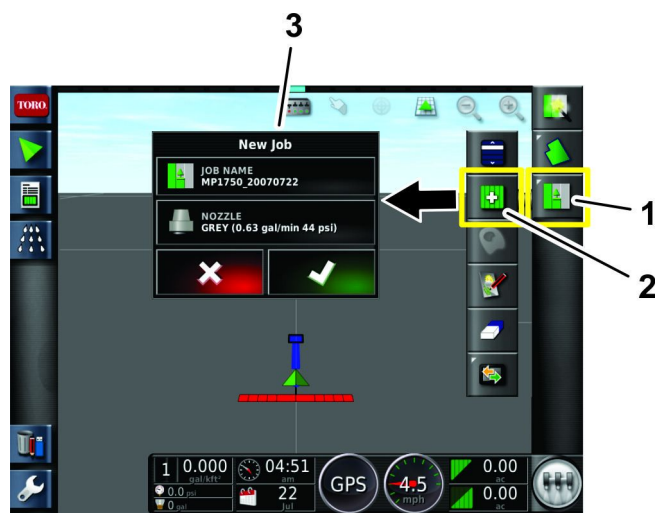 3
TORO.
New Job
JOB NAME
MP1750_20070722
NOZZLE
GREY (0.63 gal/min 44 psi)
1
2
1 0.000
gal/kft²
0.0 psi
0 gal
04:51
am
22
Jul
GPS
4.5
mph
0.00
ac
0.00
ac